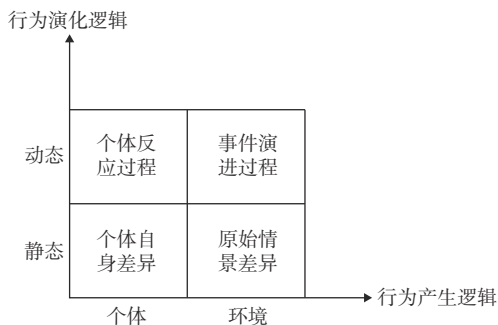 行为演化逻辑
动态
个体反
应过程
事件演
进过程
静态
个体自
身差异
原始情
景差异
行为产生逻辑
个体
环境